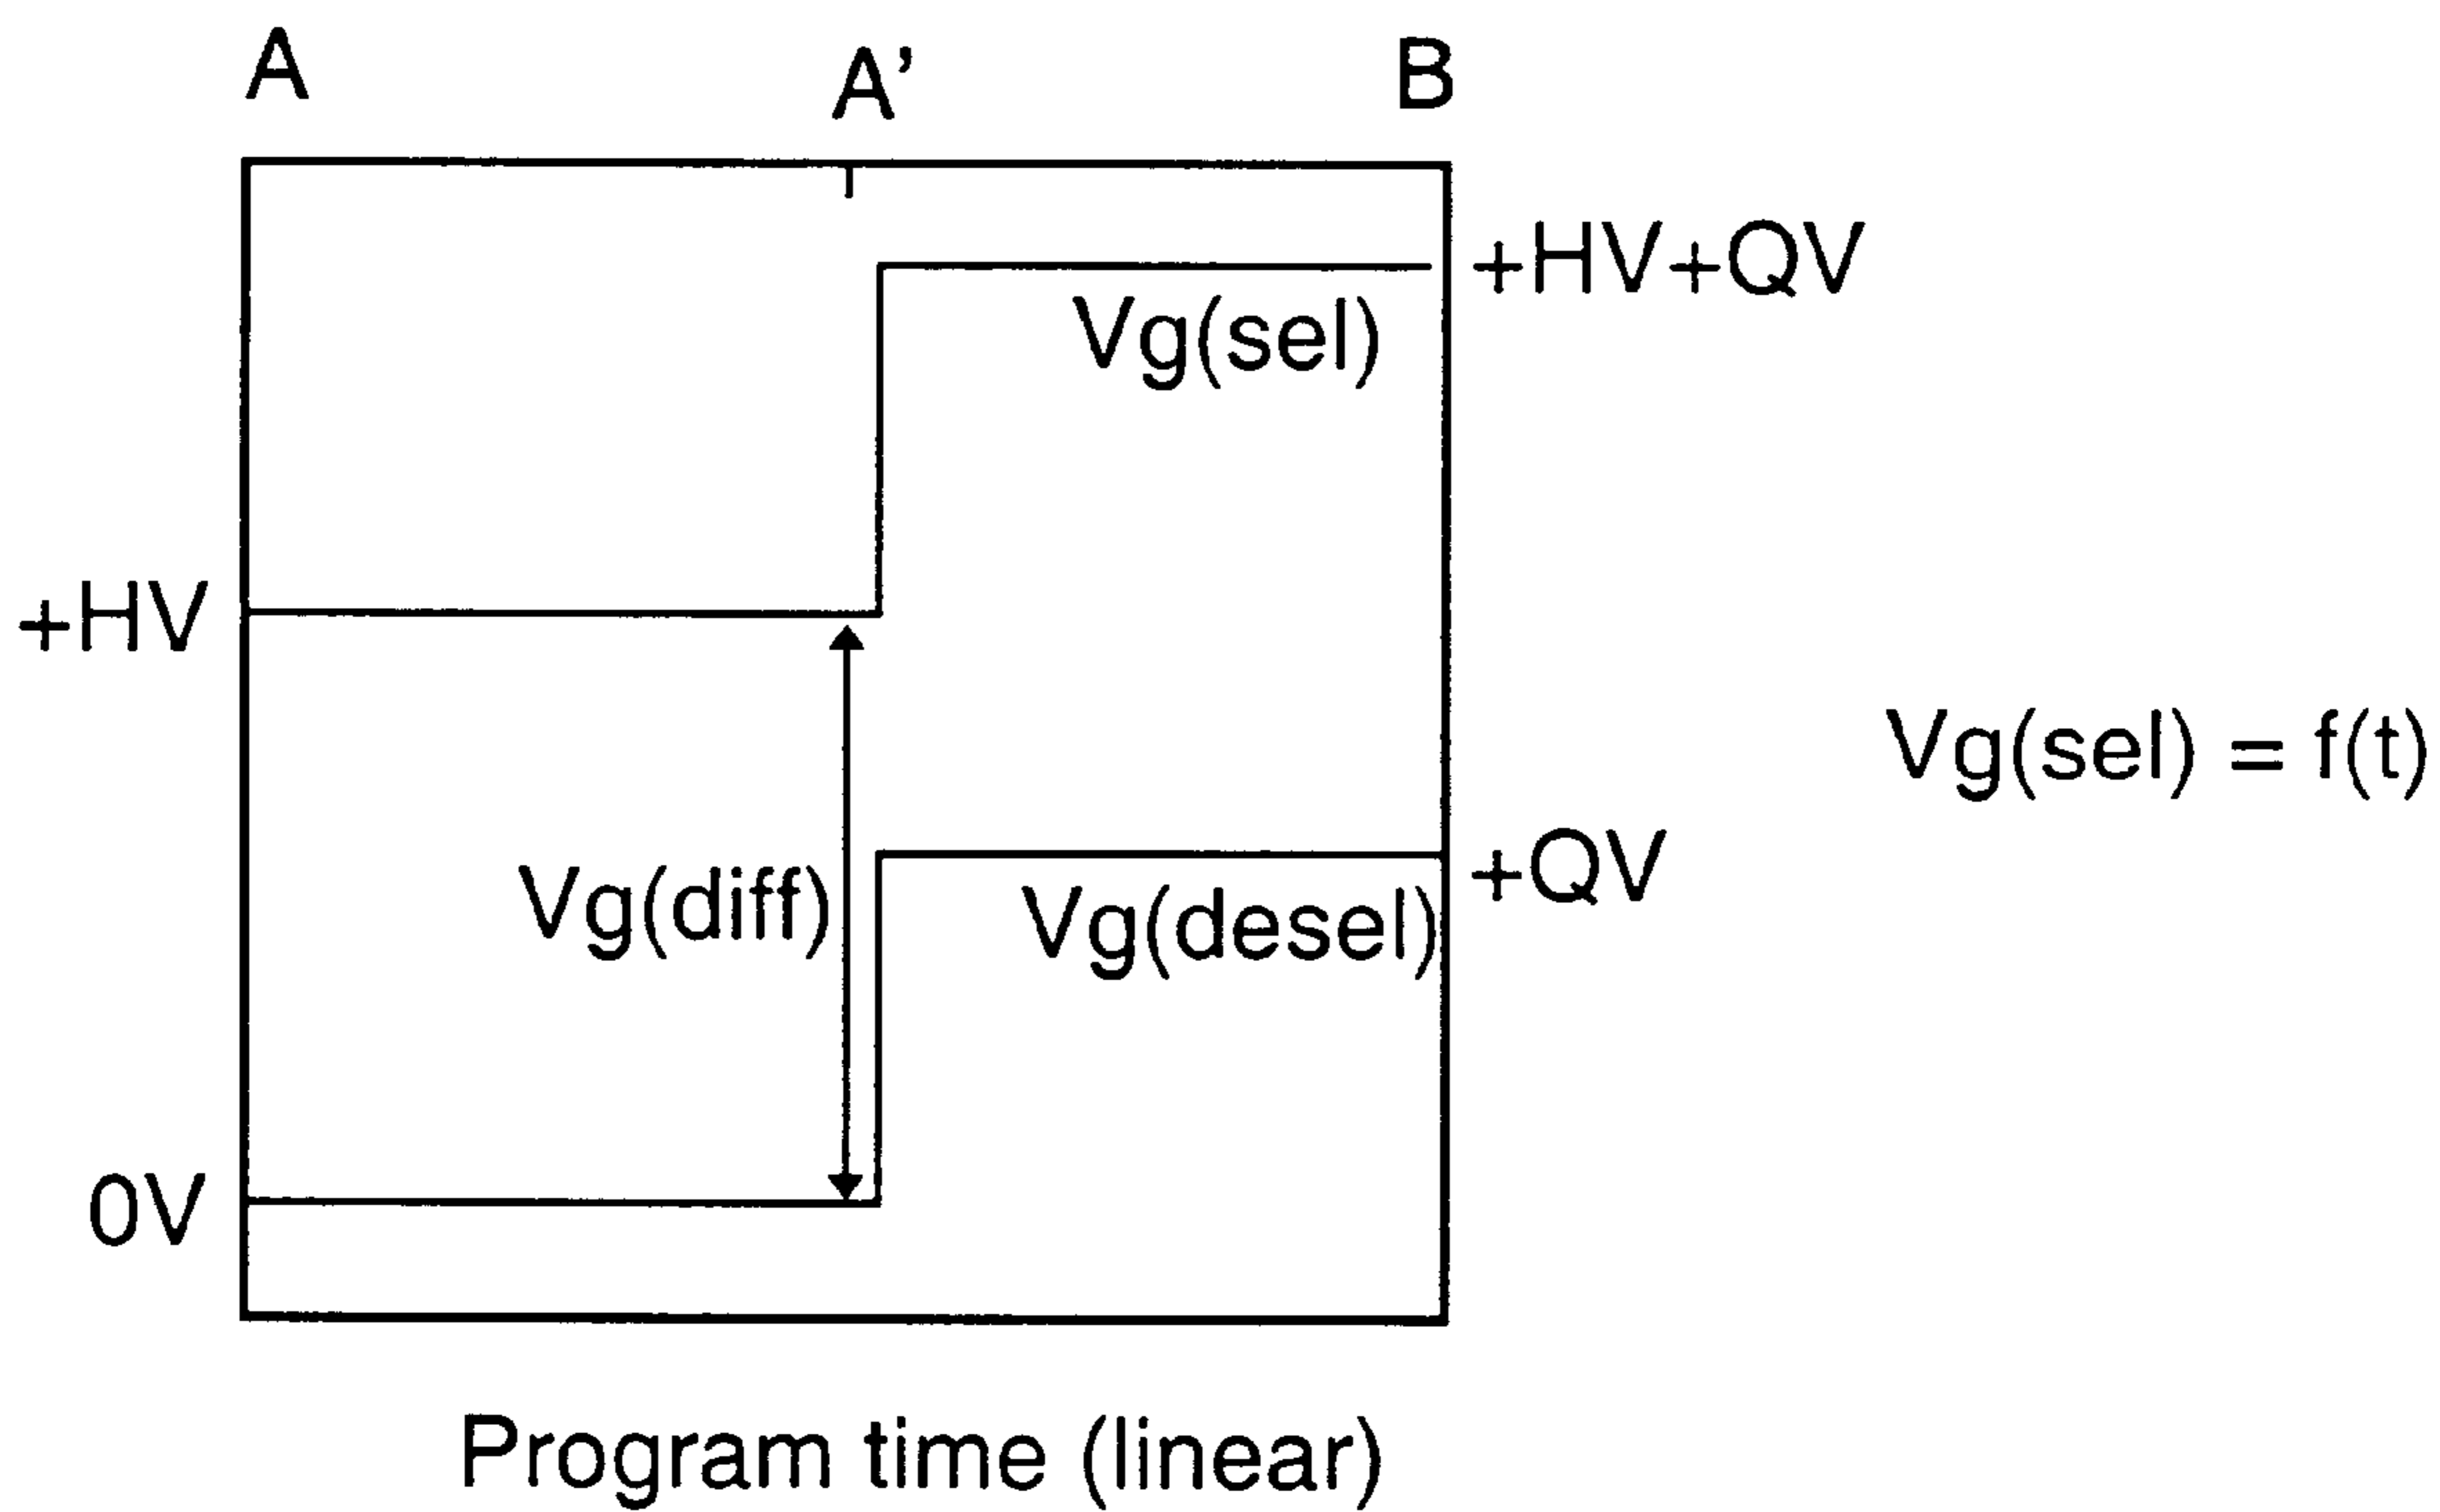 A
A’
B
+HV+QV
Vg(sel)
+HV
Vg(sel) = f(t)
+QV
Vg(diff)
Vg(desel)
0V
Program time (linear)